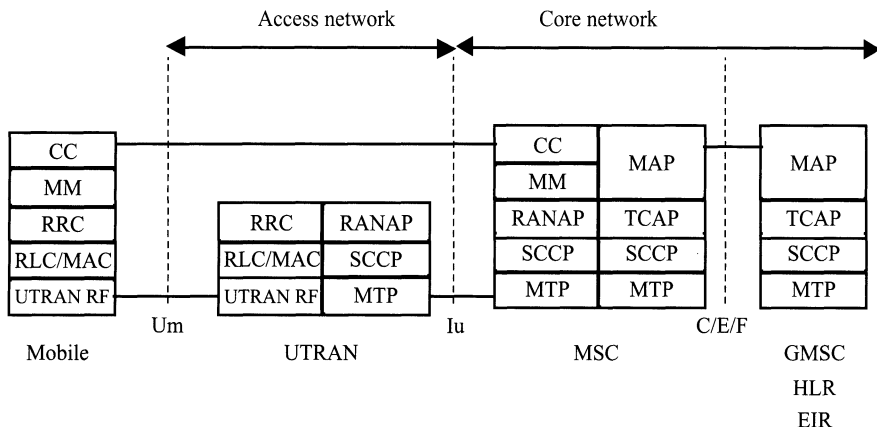 Access network Core network
CC CC MAP MAP
MM MM
RRC RRC RANAP RANAP TCAP TCAP
RLC/MAC RLC/MAC SCCP SCCP SCCP SCCP
UTRAN RF UTRAN RF MTP MTP MTP MTP
Um Iu C/E/F
Mobile UTRAN MSC GMSC
HLR
EIR